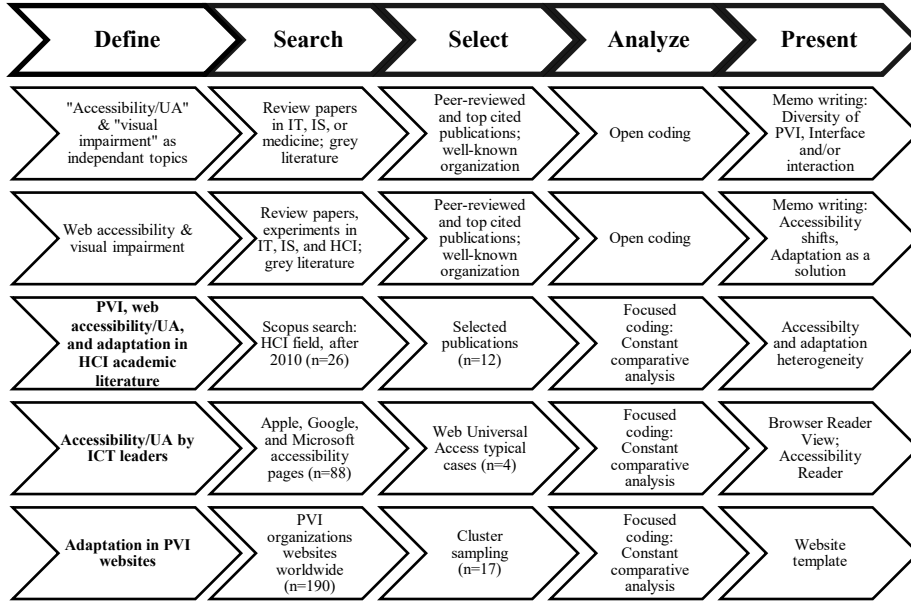 Define
Search
Select
Analyze
Present
"Accessibility/UA"
& "visual
impairment" as
independant topics
Review papers
in IT, IS, or
medicine; grey
literature
Peer-reviewed
and top cited
publications;
well-known
organization
Open coding
Memo writing:
Diversity of
PVI, Interface
and/or
interaction
Web accessibility &
visual impairment
Review papers,
experiments in
IT, IS, and HCI;
grey literature
Peer-reviewed
and top cited
publications;
well-known
organization
Open coding
Memo writing:
Accessibility
shifts,
Adaptation as a
solution
PVI, web
accessibility/UA,
and adaptation in
HCI academic
literature
Scopus search:
HCI field, after
2010 (n=26)
Selected
publications
(n=12)
Focused
coding:
Constant
comparative
analysis
Accessibilty
and adaptation
heterogeneity
Accessibility/UA by
ICT leaders
Apple, Google,
and Microsoft
accessibility
pages (n=88)
Web Universal
Access typical
cases (n=4)
Focused
coding:
Constant
comparative
analysis
Browser Reader
View;
Accessibility
Reader
Adaptation in PVI
websites
PVI
organizations
websites
worldwide
(n=190)
Cluster
sampling
(n=17)
Focused
coding:
Constant
comparative
analysis
Website
template